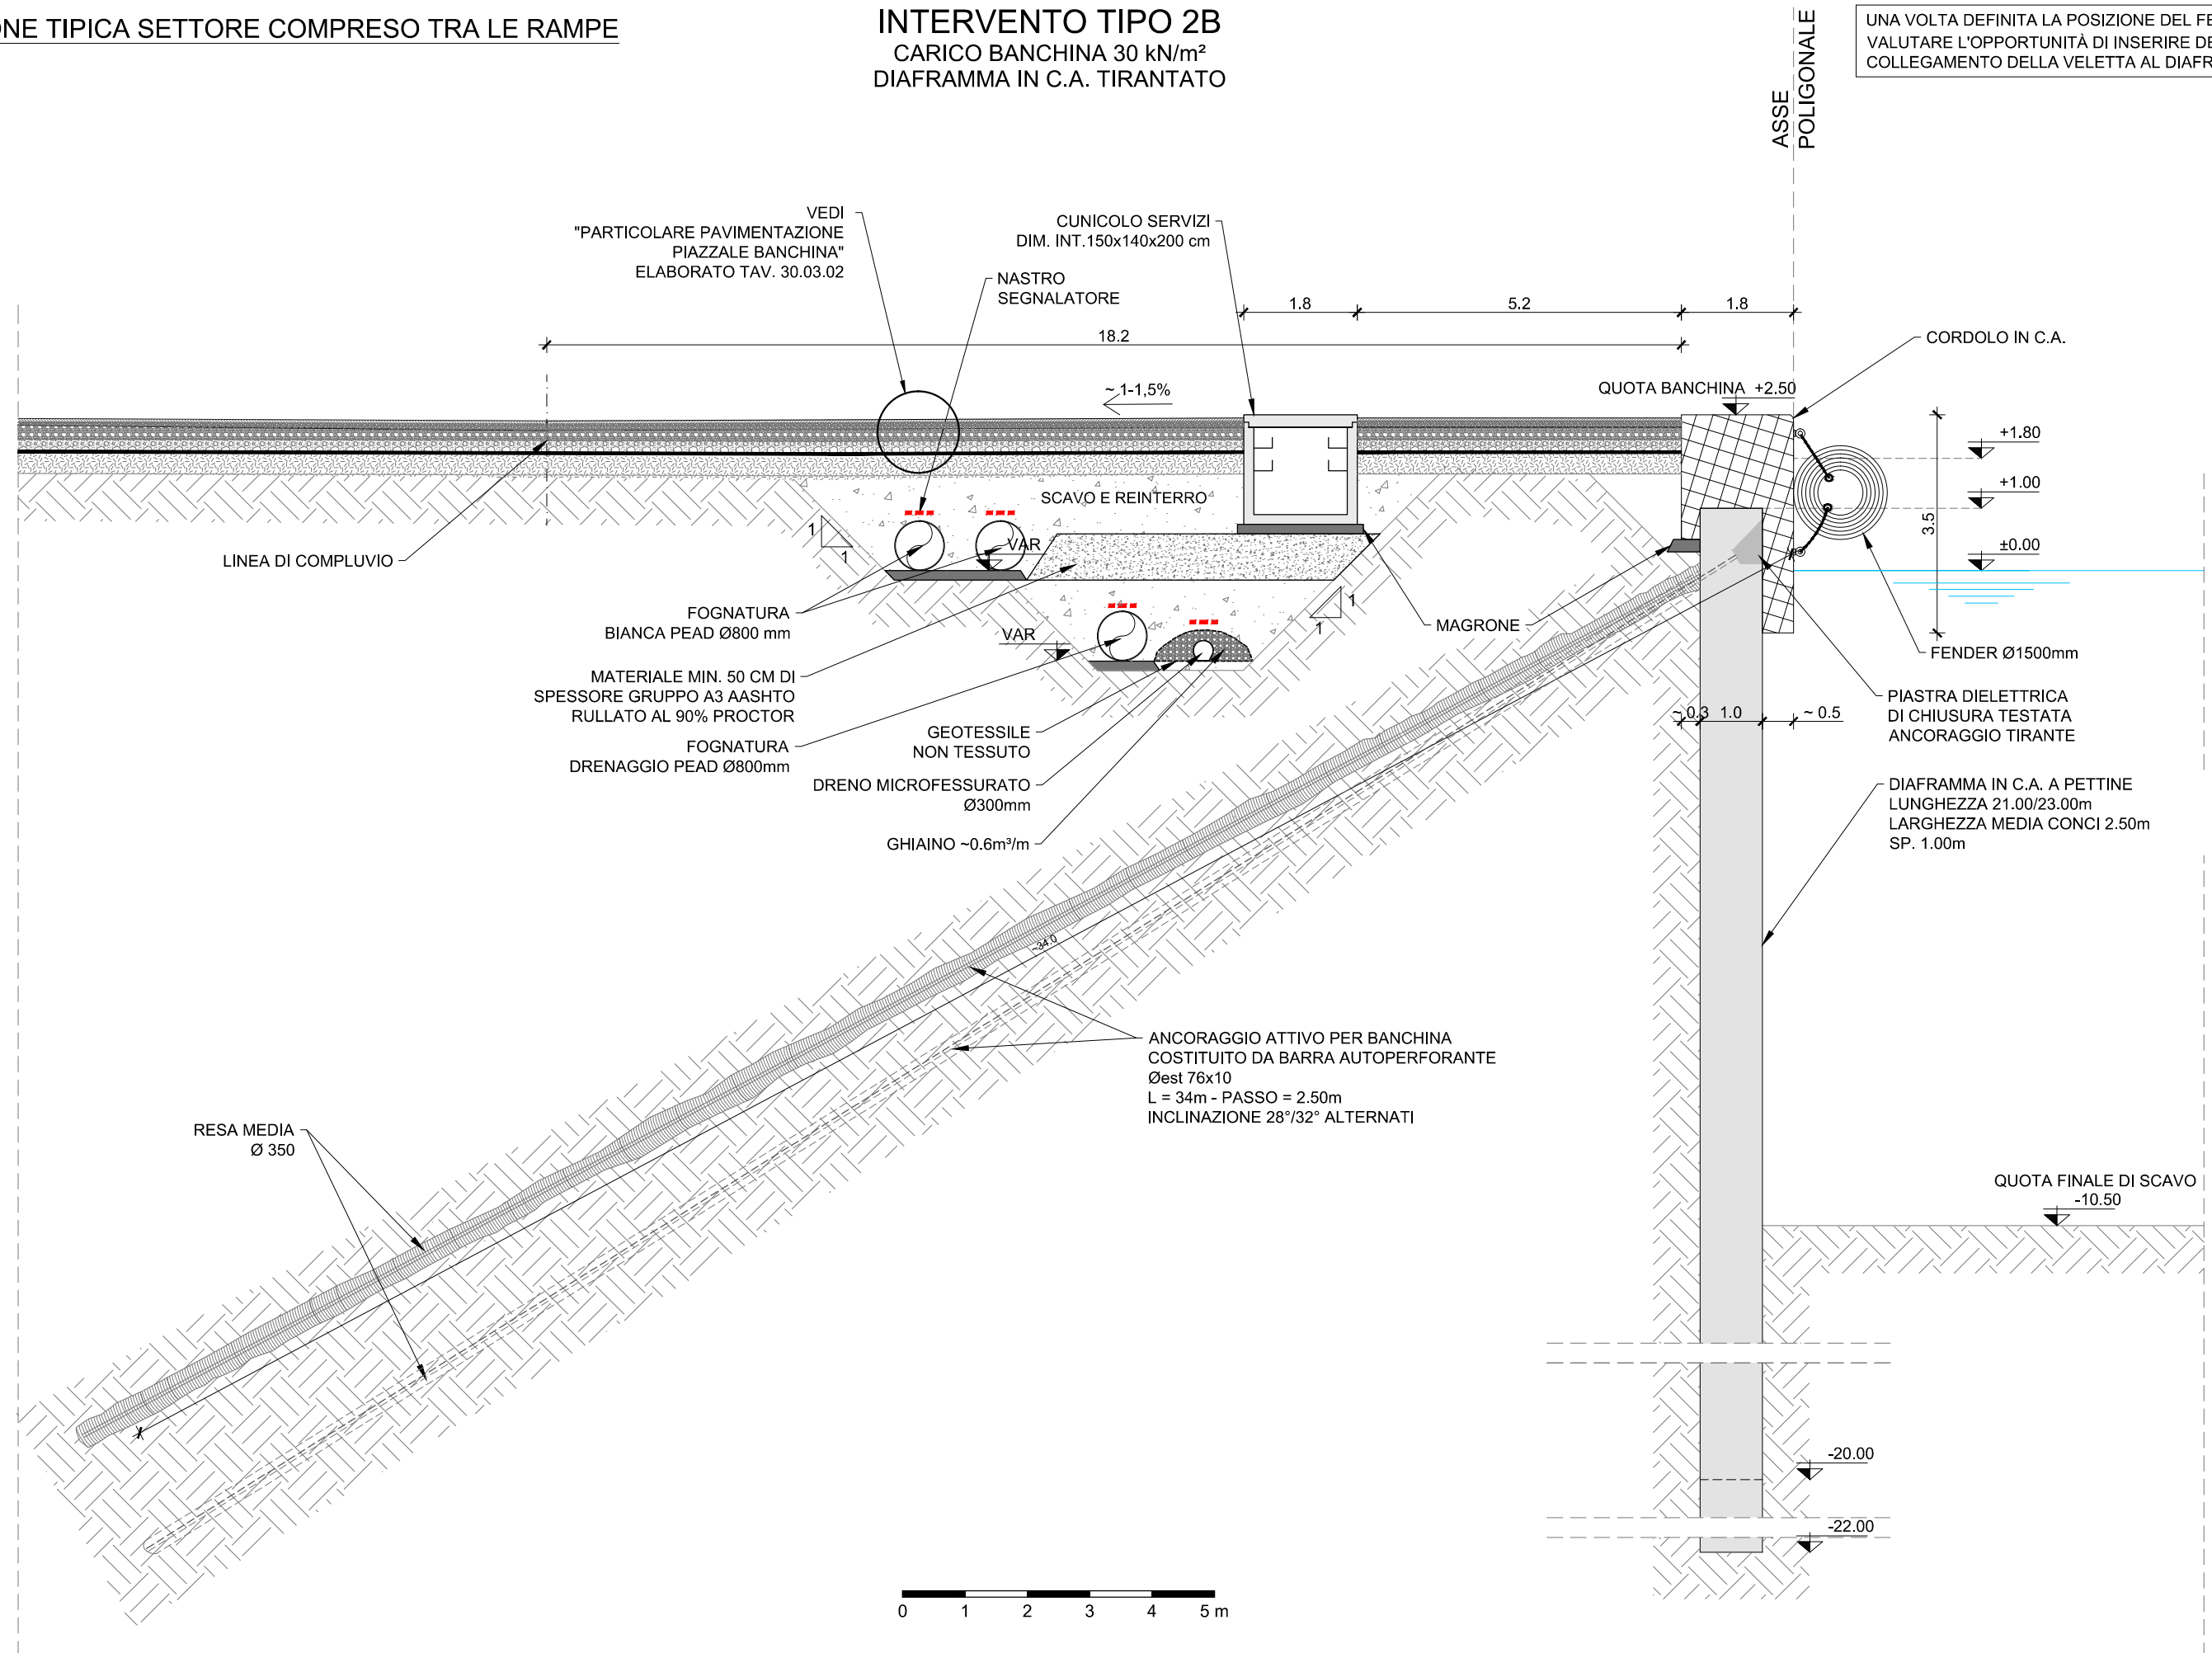 ONE TIPICA SETTORE COMPRESO TRA LE RAMPE
INTERVENTO TIPO 2B
CARICO BANCHINA 30 kN/m²
DIAFRAMMA IN C.A. TIRANTATO
ASSE
POLIGONALE
UNA VOLTA DEFINITA LA POSIZIONE DEL FE
VALUTARE L'OPPORTUNITÀ DI INSERIRE DE
COLLEGAMENTO DELLA VELETTA AL DIAFR
VEDI
"PARTICOLARE PAVIMENTAZIONE
PIAZZALE BANCHINA"
ELABORATO TAV. 30.03.02
CUNICOLO SERVIZI
DIM. INT.150x140x200 cm
NASTRO
SEGNALATORE
1.8
5.2
1.8
18.2
CORDOLO IN C.A.
~ 1-1,5%
QUOTA BANCHINA +2.50
+1.80
+1.00
±0.00
3.5
SCAVO E REINTERRO
1
1
VAR
LINEA DI COMPLUVIO
FOGNATURA
BIANCA PEAD Ø800 mm
VAR
1
1
MAGRONE
FENDER Ø1500mm
MATERIALE MIN. 50 CM DI
SPESSORE GRUPPO A3 AASHTO
RULLATO AL 90% PROCTOR
FOGNATURA
DRENAGGIO PEAD Ø800mm
GEOTESSILE
NON TESSUTO
DRENO MICROFESSURATO
Ø300mm
GHIAINO ~0.6m³/m
~ 0.3
1.0
~ 0.5
PIASTRA DIELETTRICA
DI CHIUSURA TESTATA
ANCORAGGIO TIRANTE
DIAFRAMMA IN C.A. A PETTINE
LUNGHEZZA 21.00/23.00m
LARGHEZZA MEDIA CONCI 2.50m
SP. 1.00m
~34.0
ANCORAGGIO ATTIVO PER BANCHINA
COSTITUITO DA BARRA AUTOPERFORANTE
Øest 76x10
L = 34m - PASSO = 2.50m
INCLINAZIONE 28°/32° ALTERNATI
RESA MEDIA
Ø 350
QUOTA FINALE DI SCAVO
-10.50
-20.00
-22.00
0 1 2 3 4 5 m